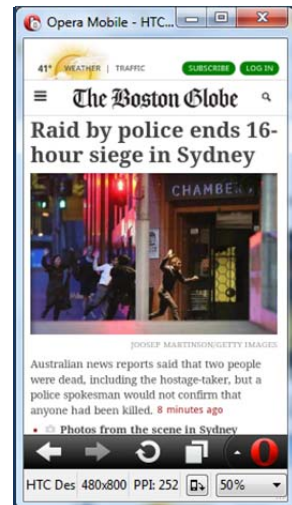 Opera Mobile - HTC...
41° WEATHER | TRAFFIC SUBSCRIBE LOG IN
The Boston Globe
Raid by police ends 16-
hour siege in Sydney
CHAMBER
JOOSEP MARTINSON/GETTY IMAGES
Australian news reports said that two people
were dead, including the hostage-taker, but a
police spokesman would not confirm that
anyone had been killed. 8 minutes ago
• Photos from the scene in Sydney
HTC Des 480x800 PPI: 252 50%